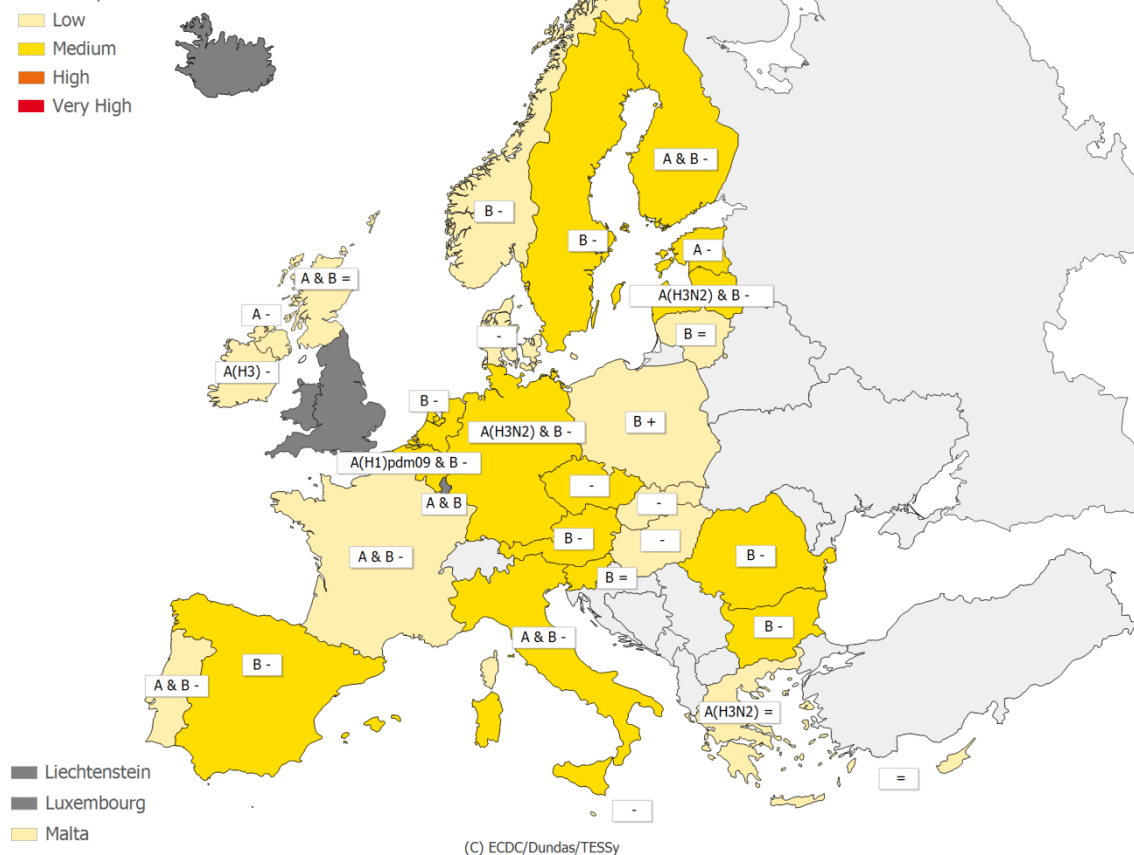 Low
Medium
High
Very High
A & B -
B -
B -
A -
A & B =
A(H3N2) & B -
A -
B =
A(H3) -
B -
B +
A(H3N2) & B -
A(H1)pdm09 & B -
-
-
A & B
-
-
A & B -
B -
B -
B =
B -
A & B -
B -
A & B -
A(H3N2) =
=
-
Liechtenstein
Luxembourg
Malta
(C) ECDC/Dundas/TESSy